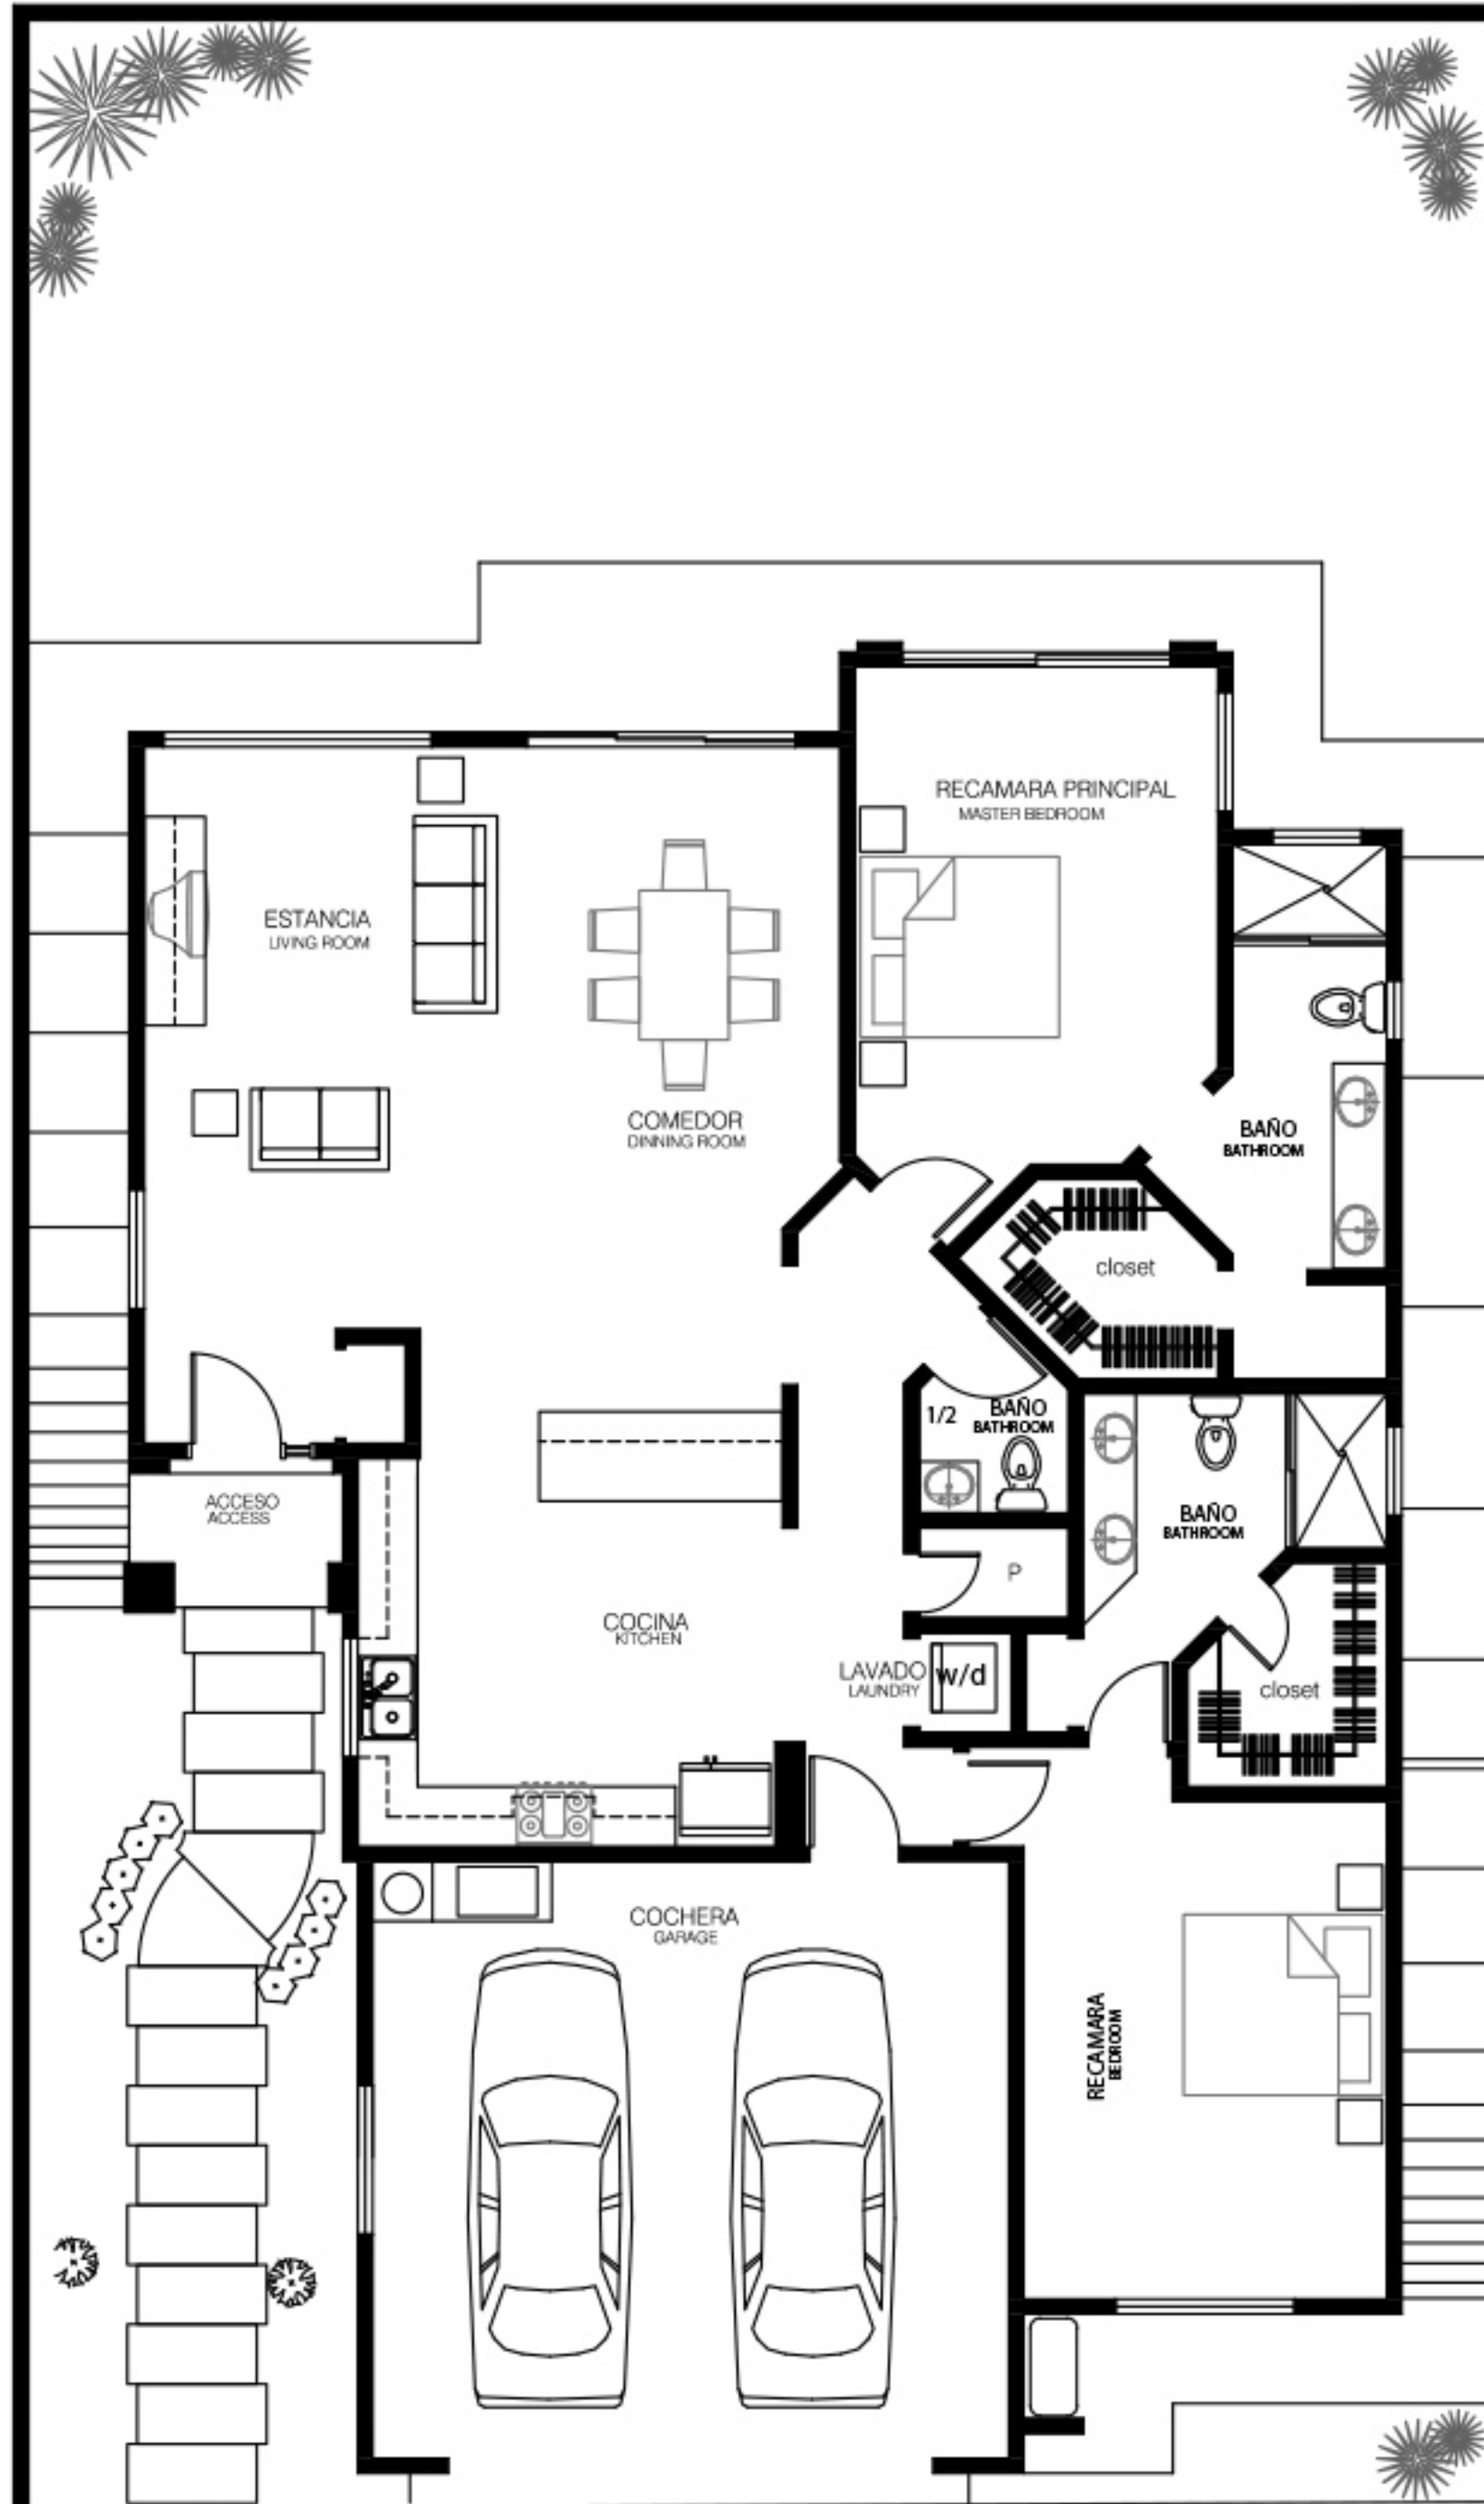 RECAMARA PRINCIPAL
MASTER BEDROOM
ESTANCIA
LIVING ROOM
COMEDOR
DINNING ROOM
BAÑO
BATHROOM
closet
1/2 BAÑO
BATHROOM
ACCESO
ACCESS
BAÑO
BATHROOM
P
COCINA
KITCHEN
LAVADO
LAUNDRY
w/d
closet
COCHERA
GARAGE
RECAMARA
BEDROOM